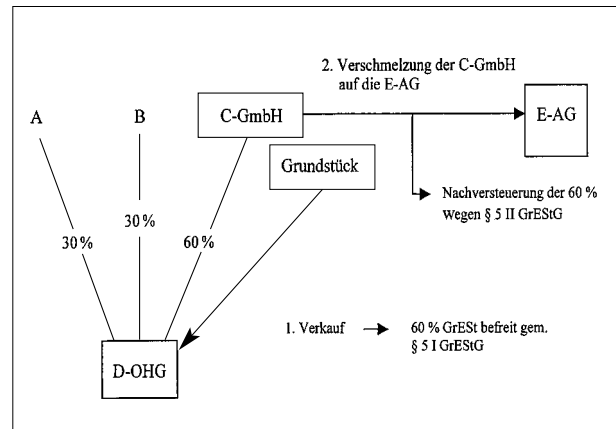 2. Verschmelzung der C-GmbH
auf die E-AG
A
B
C-GmbH
E-AG
Grundstück
Nachversteuerung der 60 %
Wegen § 5 II GrEStG
30 %
30 %
60 %
1. Verkauf
60 % GrESt befreit gem.
§ 5 I GrEStG
D-OHG